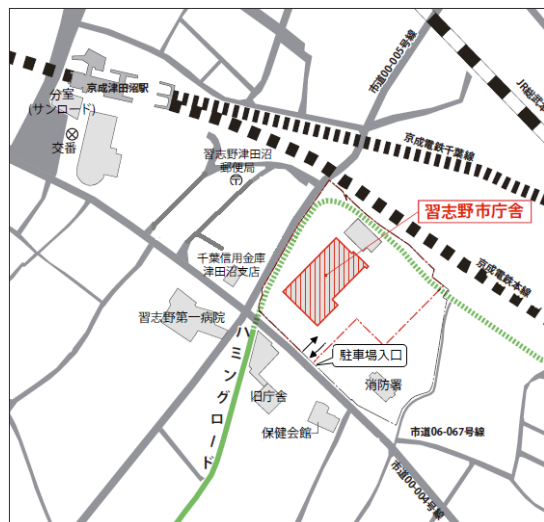 京成津田沼駅
分室
(サンロード)
交番
習志野津田沼
郵便局
市道00-005号線
JR総武本
京成電鉄千葉線
習志野市庁舎
京成電鉄本線
千葉信用金庫
津田沼支店
習志野第一病院
ハミングロード
駐車場入口
消防署
旧庁舎
保健会館
市道06-067号線
市道00-004号線